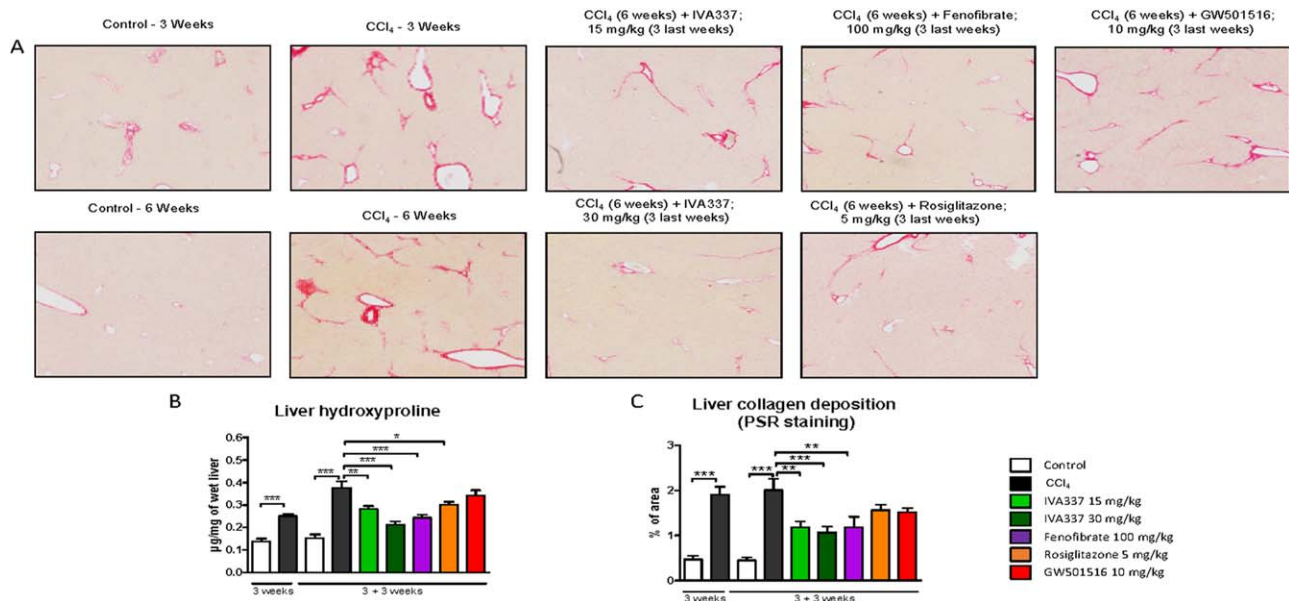 A
Control - 3 Weeks
CCl₄ - 3 Weeks
CCl₄ (6 weeks) + IVA337;
15 mg/kg (3 last weeks)
CCl₄ (6 weeks) + Fenofibrate;
100 mg/kg (3 last weeks)
CCl₄ (6 weeks) + GW501516;
10 mg/kg (3 last weeks)
Control - 6 Weeks
CCl₄ - 6 Weeks
CCl₄ (6 weeks) + IVA337;
30 mg/kg (3 last weeks)
CCl₄ (6 weeks) + Rosiglitazone;
5 mg/kg (3 last weeks)
B
Liver hydroxyproline
µg/mg of wet liver
0.6
0.5
0.4
0.3
0.2
0.1
0.0
***
***
**
***
***
*
3 weeks
3 + 3 weeks
C
Liver collagen deposition
(PSR staining)
% of area
3
2
1
0
***
***
**
***
**
3 weeks
3 + 3 weeks
Control
CCl₄
IVA337 15 mg/kg
IVA337 30 mg/kg
Fenofibrate 100 mg/kg
Rosiglitazone 5 mg/kg
GW501516 10 mg/kg